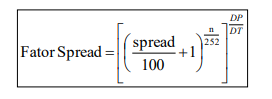 Fator Spread = [ ( spread / 100 + 1 )^(n / 252) ]^(DP / DT)